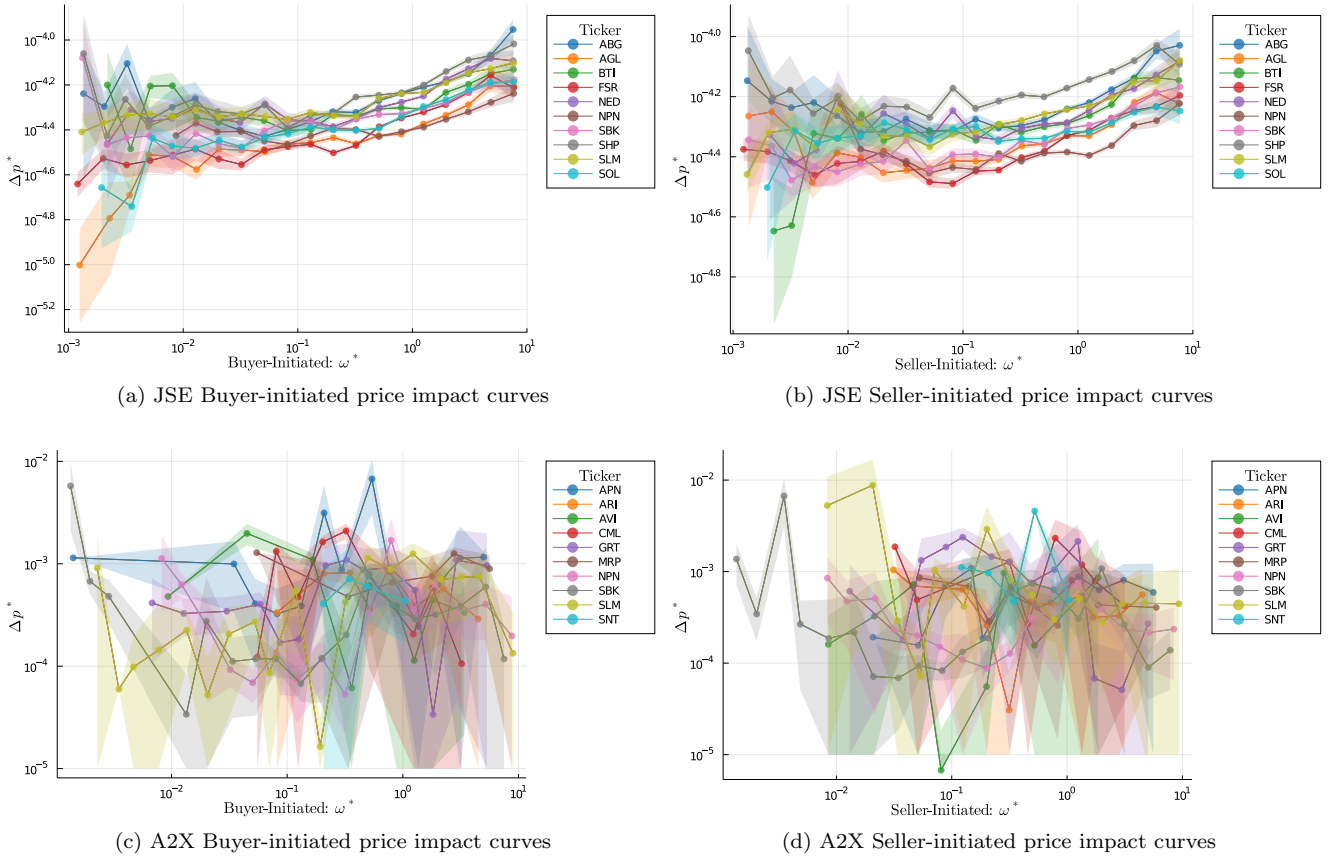 10^-4.0
10^-4.2
10^-4.4
10^-4.6
10^-4.8
10^-5.0
10^-5.2
Δp*
10^-3
10^-2
10^-1
10^0
10^1
Buyer-Initiated: ω*
Ticker
ABG
AGL
BTI
FSR
NED
NPN
SBK
SHP
SLM
SOL
(a) JSE Buyer-initiated price impact curves
10^-4.0
10^-4.2
10^-4.4
10^-4.6
10^-4.8
Δp*
10^-3
10^-2
10^-1
10^0
10^1
Seller-Initiated: ω*
Ticker
ABG
AGL
BTI
FSR
NED
NPN
SBK
SHP
SLM
SOL
(b) JSE Seller-initiated price impact curves
10^-2
10^-3
10^-4
10^-5
Δp*
10^-2
10^-1
10^0
10^1
Buyer-Initiated: ω*
Ticker
APN
ARI
AVI
CML
GRT
MRP
NPN
SBK
SLM
SNT
(c) A2X Buyer-initiated price impact curves
10^-2
10^-3
10^-4
10^-5
Δp*
10^-2
10^-1
10^0
10^1
Seller-Initiated: ω*
Ticker
APN
ARI
AVI
CML
GRT
MRP
NPN
SBK
SLM
SNT
(d) A2X Seller-initiated price impact curves